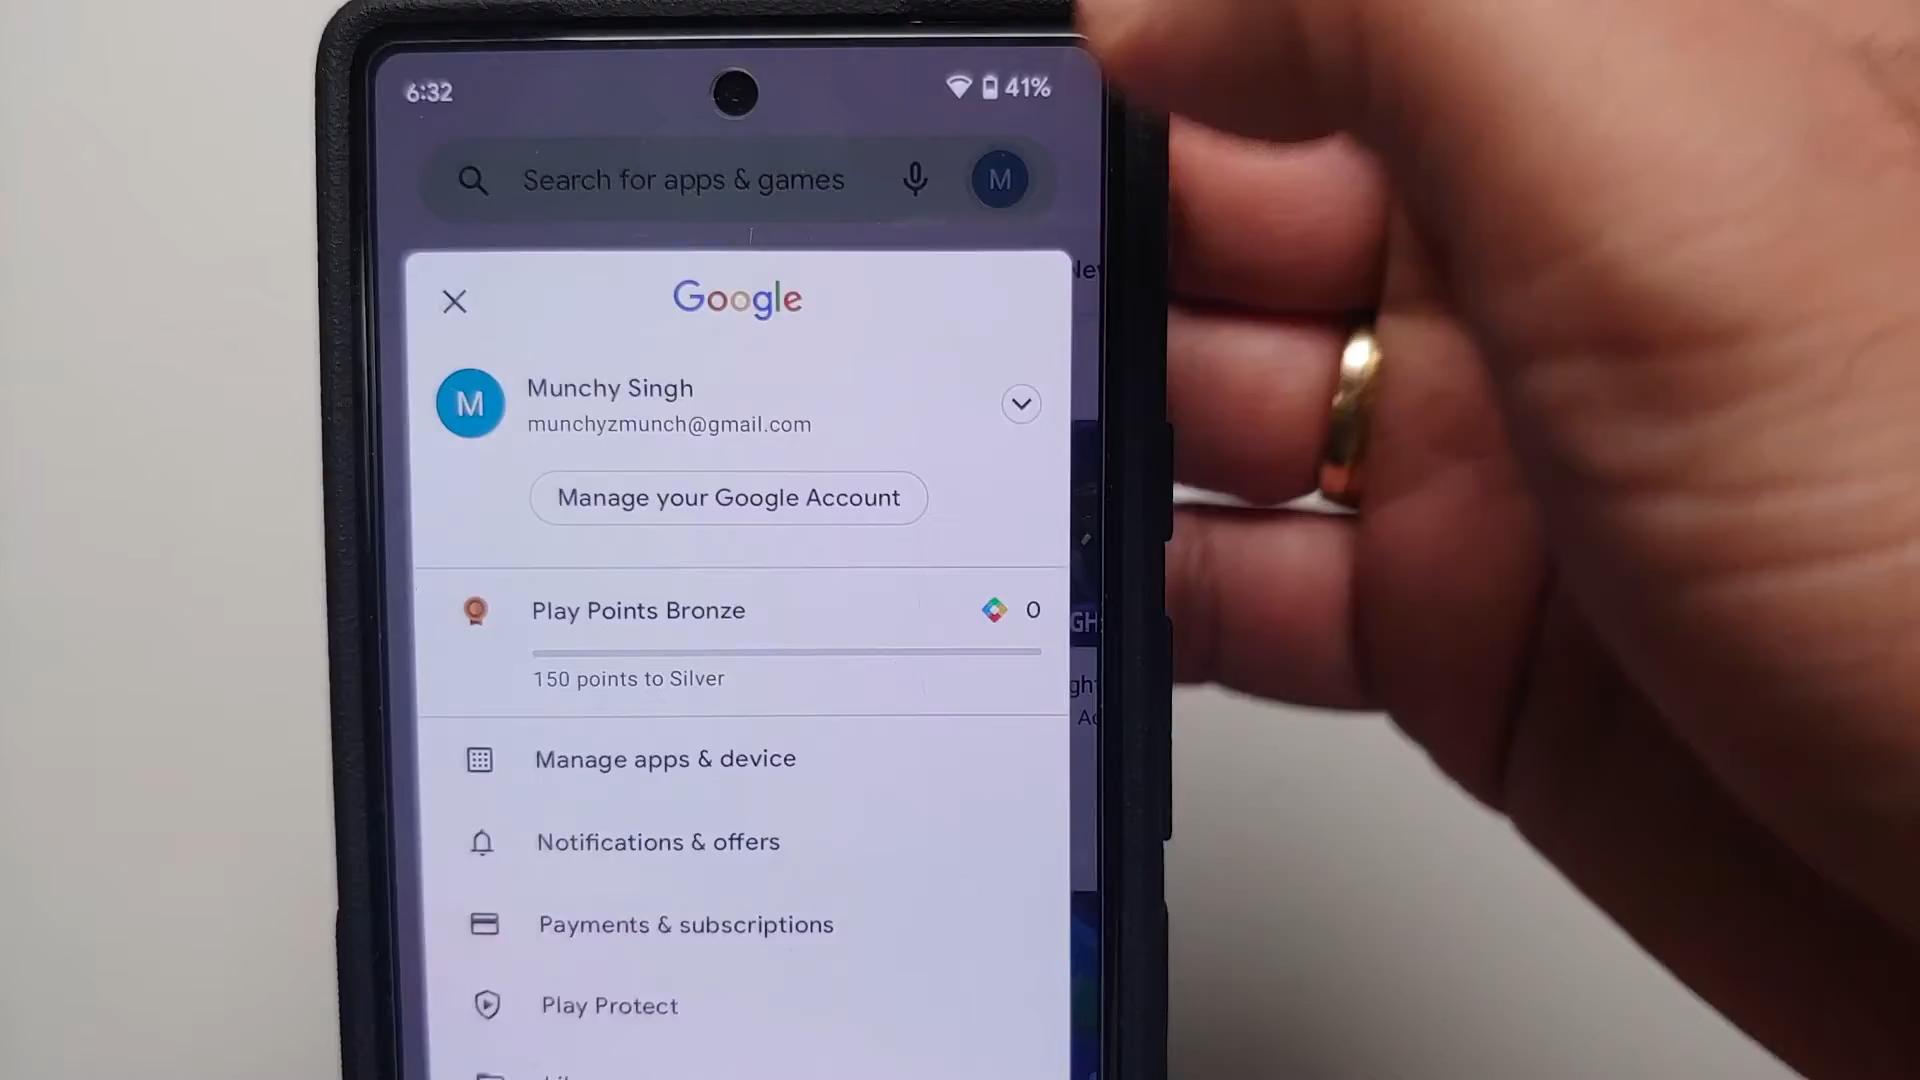 6:32
41%
Search for apps & games
M
Google
M
Munchy Singh
munchyzmunch@gmail.com
Manage your Google Account
Play Points Bronze
0
150 points to Silver
Manage apps & device
Notifications & offers
Payments & subscriptions
Play Protect